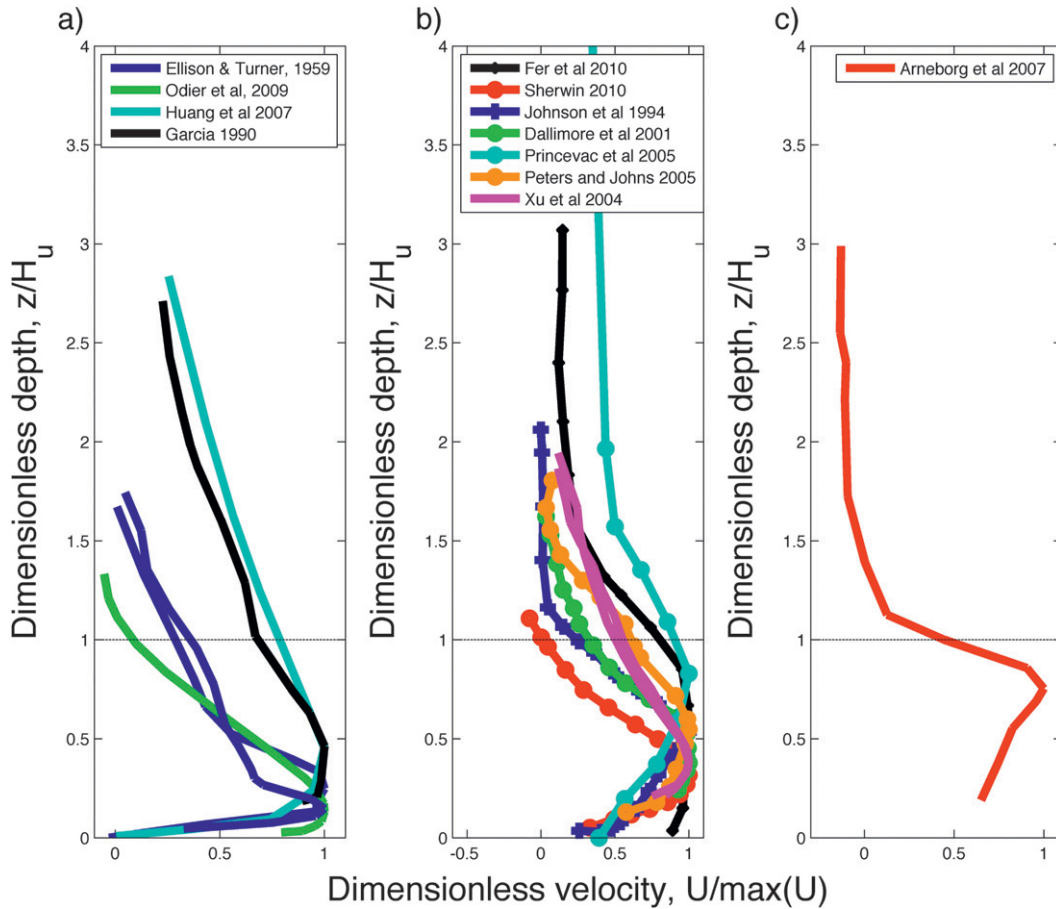 a)
b)
c)
Ellison & Turner, 1959
Odier et al, 2009
Huang et al 2007
Garcia 1990
Fer et al 2010
Sherwin 2010
Johnson et al 1994
Dallimore et al 2001
Princevac et al 2005
Peters and Johns 2005
Xu et al 2004
Arneborg et al 2007
Dimensionless depth, z/H_u
4
3.5
3
2.5
2
1.5
1
0.5
0
0
0.5
1
Dimensionless depth, z/H_u
4
3.5
3
2.5
2
1.5
1
0.5
0
-0.5
0
0.5
1
Dimensionless depth, z/H_u
4
3.5
3
2.5
2
1.5
1
0.5
0
0
0.5
1
Dimensionless velocity, U/max(U)